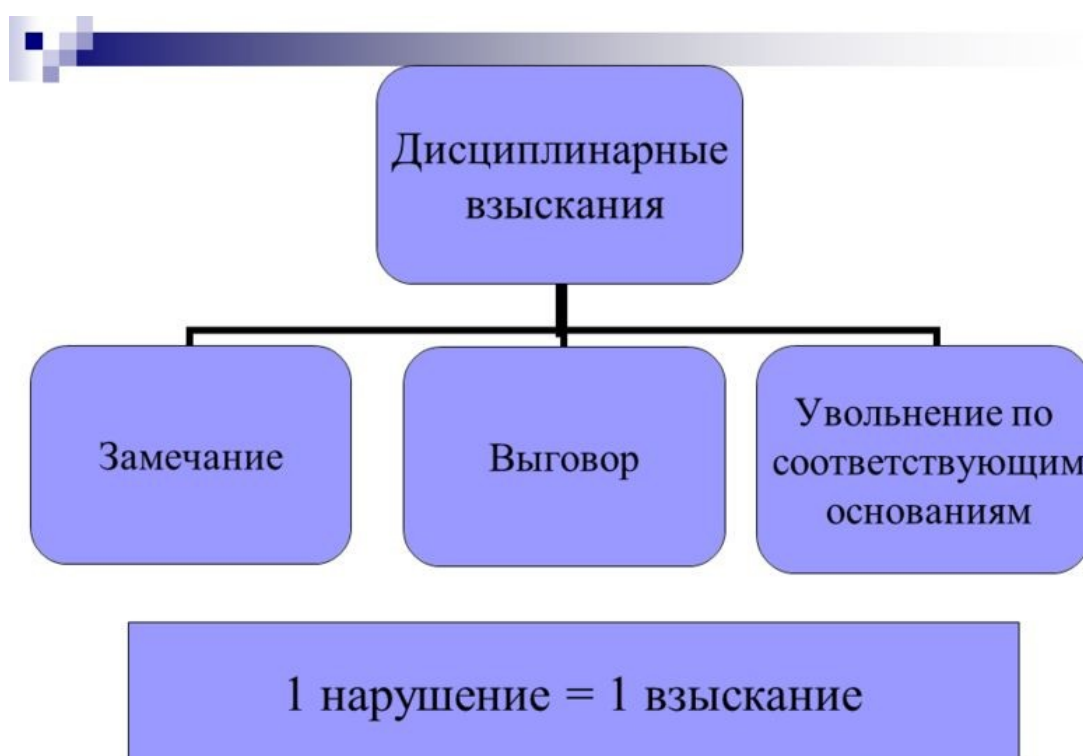 Дисциплинарные
взыскания
Замечание
Выговор
Увольнение по
соответствующим
основаниям
1 нарушение = 1 взыскание